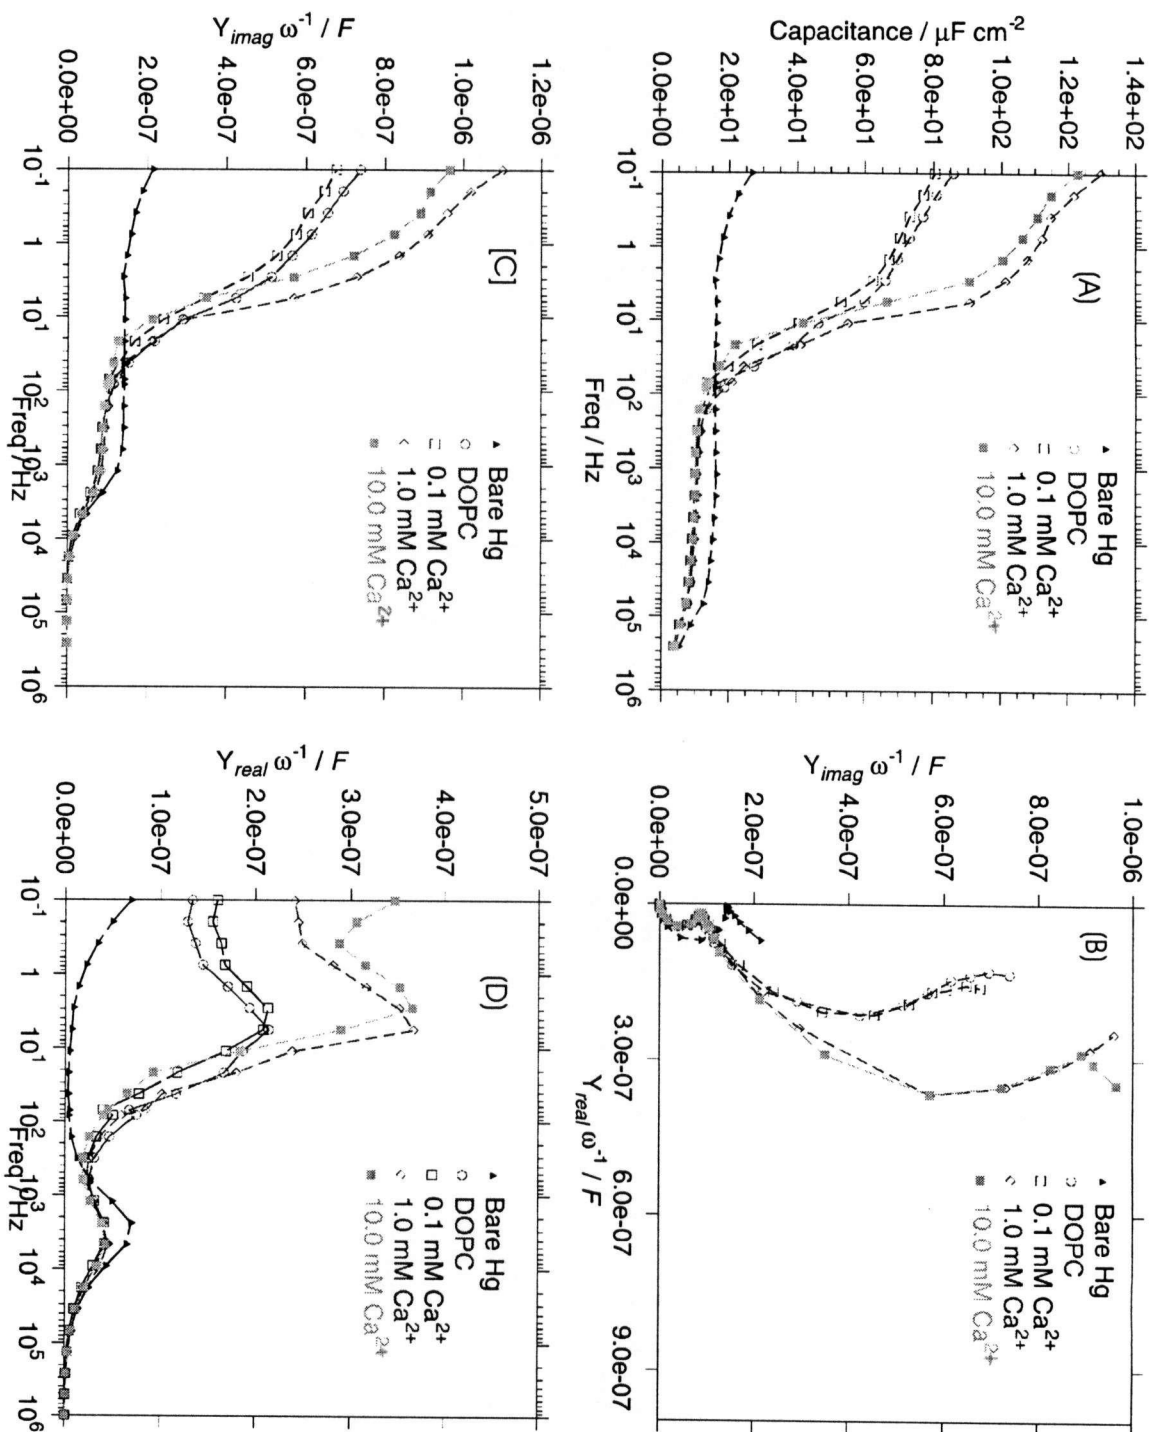 (A)
Capacitance / μF cm-2
1.4e+02
1.2e+02
1.0e+02
8.0e+01
6.0e+01
4.0e+01
2.0e+01
0.0e+00
Bare Hg
DOPC
0.1 mM Ca2+
1.0 mM Ca2+
10.0 mM Ca2+
10-1 1 101 102 103 104 105 106
Freq / Hz
(B)
Yimag ω-1 / F
1.0e-06
8.0e-07
6.0e-07
4.0e-07
2.0e-07
0.0e+00
Bare Hg
DOPC
0.1 mM Ca2+
1.0 mM Ca2+
10.0 mM Ca2+
0.0e+00 3.0e-07 6.0e-07 9.0e-07
Yreal ω-1 / F
[C]
Yimag ω-1 / F
1.2e-06
1.0e-06
8.0e-07
6.0e-07
4.0e-07
2.0e-07
0.0e+00
Bare Hg
DOPC
0.1 mM Ca2+
1.0 mM Ca2+
10.0 mM Ca2+
10-1 1 101 102 103 104 105 106
Freq / Hz
(D)
Yreal ω-1 / F
5.0e-07
4.0e-07
3.0e-07
2.0e-07
1.0e-07
0.0e+00
Bare Hg
DOPC
0.1 mM Ca2+
1.0 mM Ca2+
10.0 mM Ca2+
10-1 1 101 102 103 104 105 106
Freq / Hz